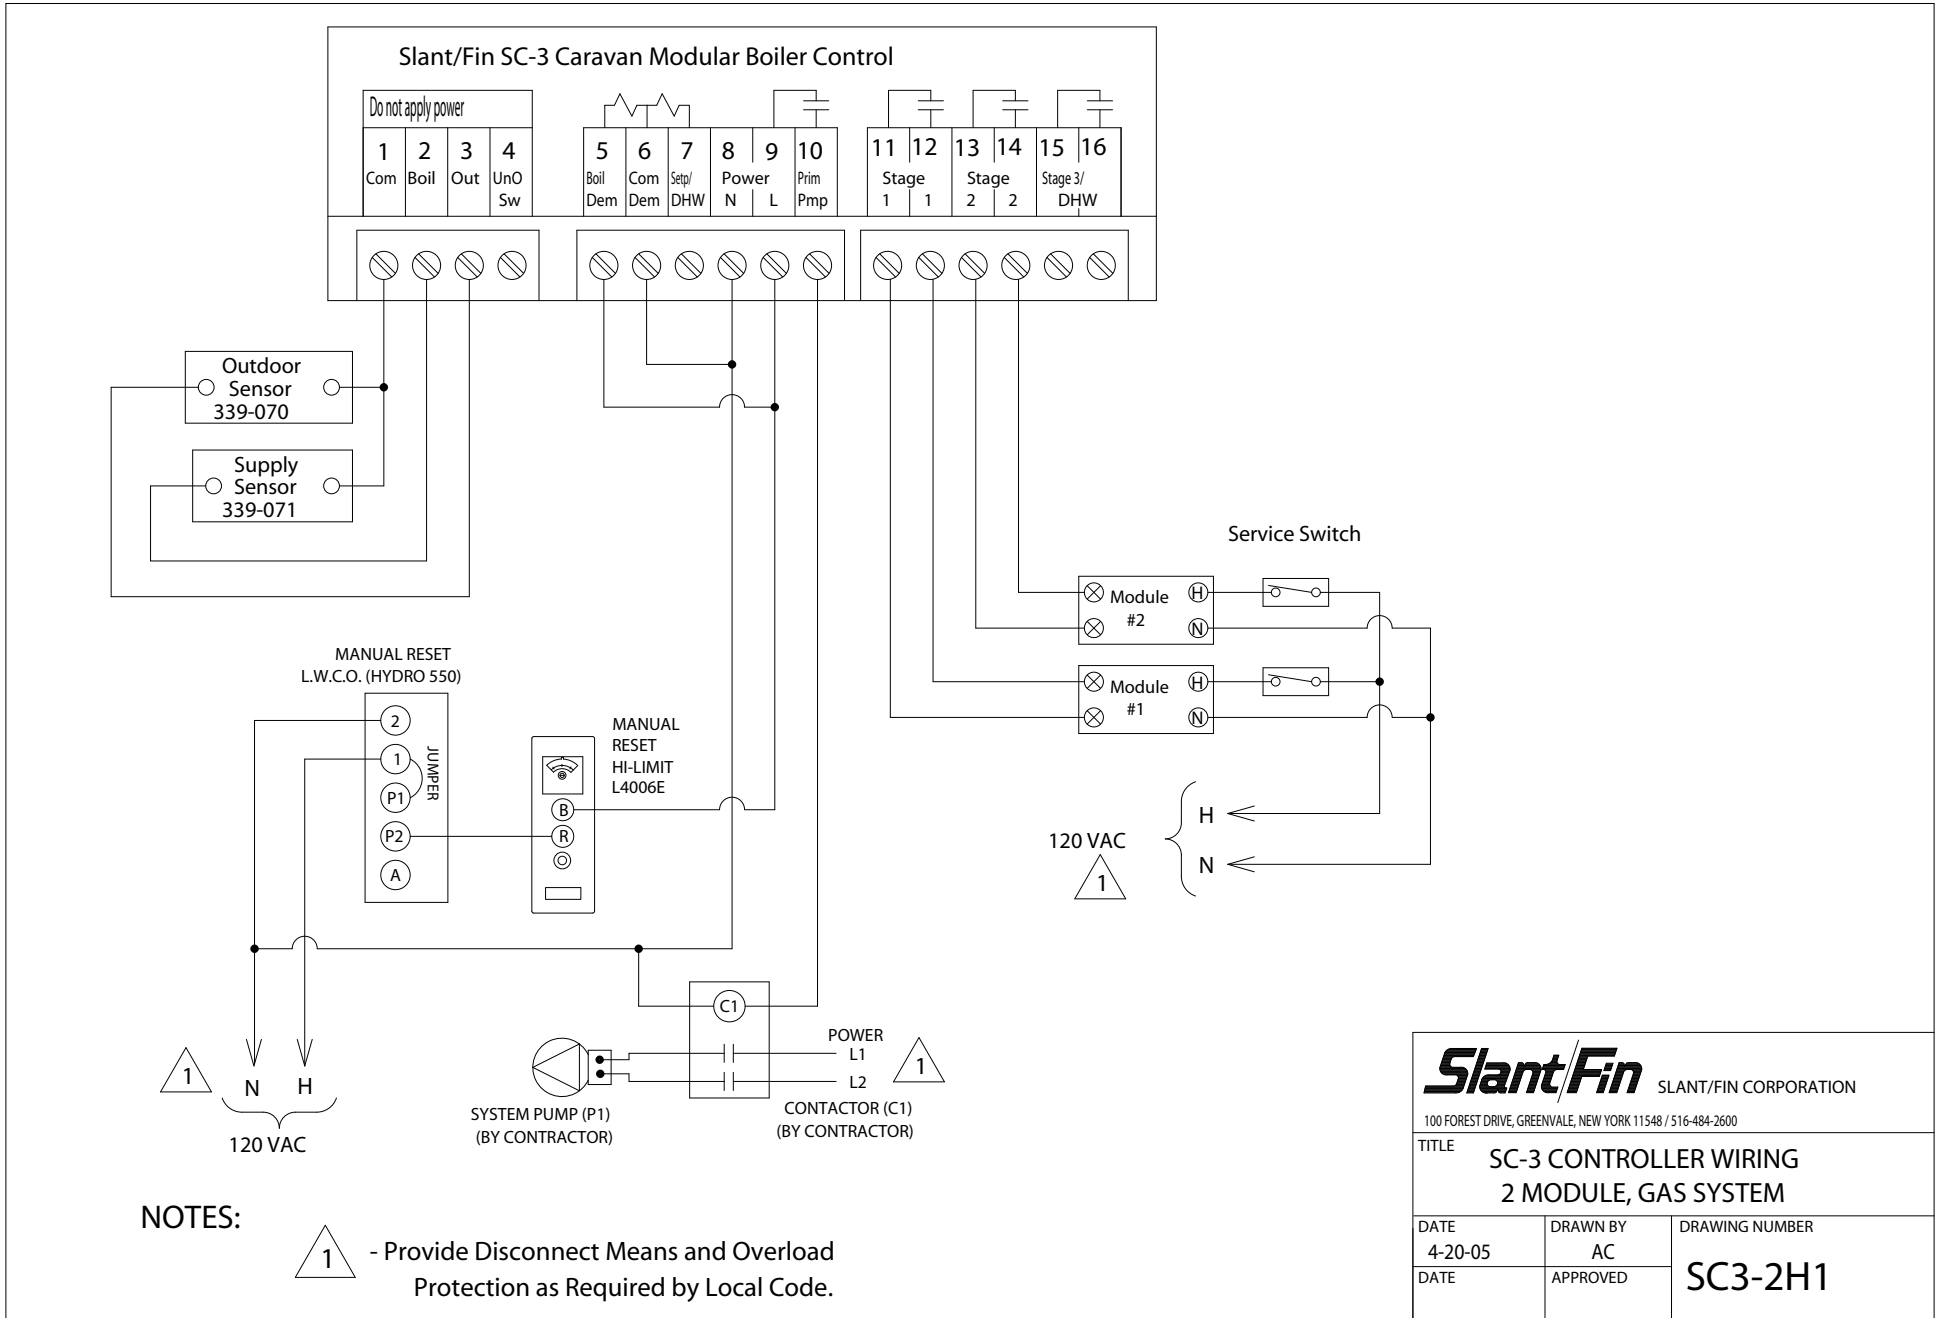 Slant/Fin SC-3 Caravan Modular Boiler Control
Do not apply power
1 2 3 4 5 6 7 8 9 10 11 12 13 14 15 16
Com Boil Out UnO Sw
Boil Dem
Com Dem
Setp/ DHW
Power
N L
Prim Pmp
Stage
1 1
Stage
2 2
Stage 3/
DHW
Outdoor
Sensor
339-070
Supply
Sensor
339-071
Service Switch
Module
#2
H
N
Module
#1
H
N
120 VAC
1
H
N
MANUAL RESET
L.W.C.O. (HYDRO 550)
2
1
P1
JUMPER
P2
A
MANUAL
RESET
HI-LIMIT
L4006E
B
R
C1
1
N H
120 VAC
SYSTEM PUMP (P1)
(BY CONTRACTOR)
POWER
L1
L2
1
CONTACTOR (C1)
(BY CONTRACTOR)
NOTES:
1 - Provide Disconnect Means and Overload
Protection as Required by Local Code.
Slant/Fin SLANT/FIN CORPORATION
100 FOREST DRIVE, GREENVALE, NEW YORK 11548 / 516-484-2600
TITLE
SC-3 CONTROLLER WIRING
2 MODULE, GAS SYSTEM
DATE
4-20-05
DRAWN BY
AC
DRAWING NUMBER
SC3-2H1
DATE
APPROVED